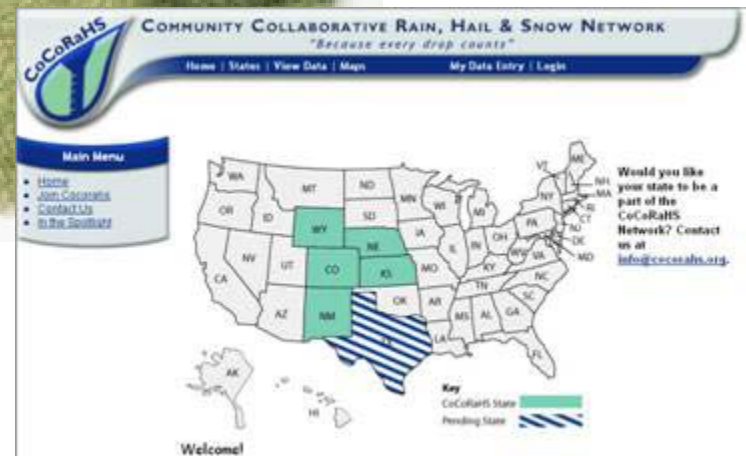 CoCoRaHS
COMMUNITY COLLABORATIVE RAIN, HAIL & SNOW NETWORK
"Because every drop counts"
Home | States | View Data | Maps
My Data Entry | Login
Main Menu
Home
Join Cocorahs
Contact Us
In the Spotlight
WA
MT
ND
MN
OR
ID
WY
SD
WI
MI
NY
VT
ME
NH
MA
RI
CT
NJ
DE
MD
NV
UT
CO
NE
IA
IL
IN
OH
PA
WV
VA
CA
AZ
NM
KS
MO
KY
NC
TN
OK
AR
SC
MS
AL
GA
LA
FL
AK
HI
Would you like
your state to be a
part of the
CoCoRaHS
Network? Contact
us at
info@cocorahs.org.
Key
CoCoRaHS State
Pending State
Welcome!